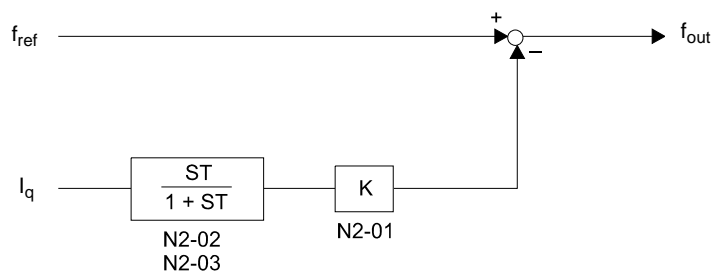 f_ref
+
f_out
−
I_q
ST
1 + ST
K
N2-02
N2-03
N2-01